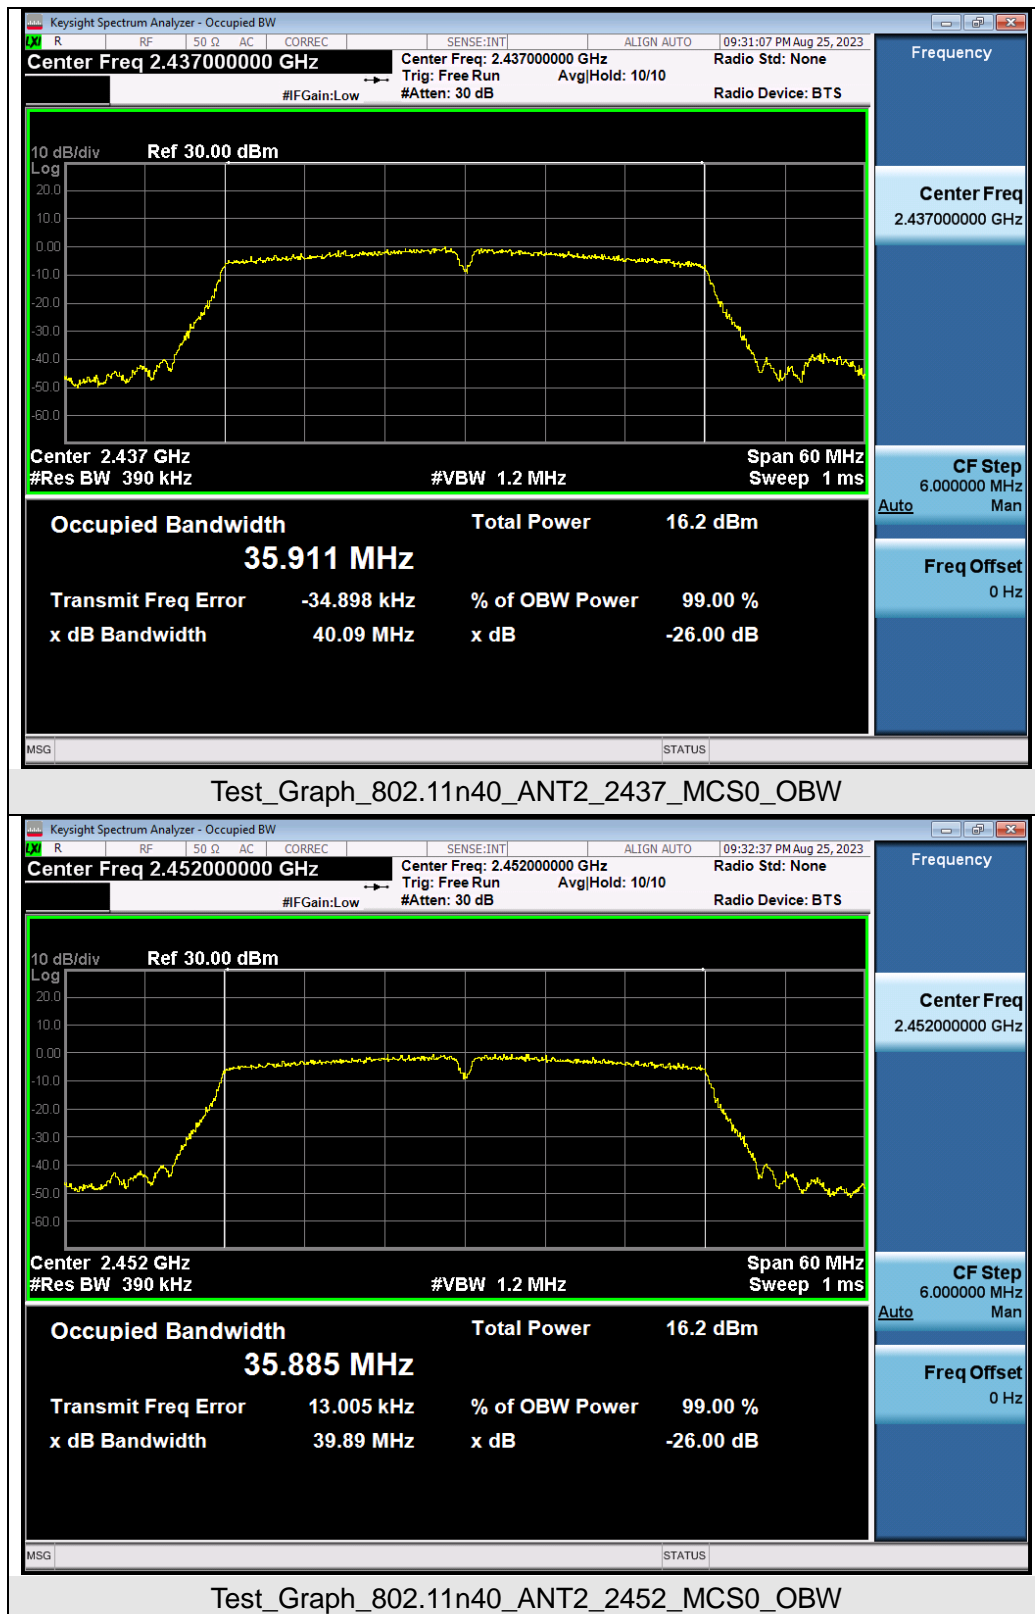 Keysight Spectrum Analyzer - Occupied BW
LXI R RF 50 Ω AC CORREC SENSE:INT ALIGN AUTO 09:31:07 PM Aug 25, 2023
Center Freq 2.437000000 GHz
Center Freq: 2.437000000 GHz
Radio Std: None
Trig: Free Run Avg|Hold: 10/10
#IFGain:Low #Atten: 30 dB Radio Device: BTS
Frequency
10 dB/div Ref 30.00 dBm
Log
20.0
10.0
0.00
-10.0
-20.0
-30.0
-40.0
-50.0
-60.0
Center 2.437 GHz Span 60 MHz
#Res BW 390 kHz #VBW 1.2 MHz Sweep 1 ms
Center Freq
2.437000000 GHz
CF Step
6.000000 MHz
Auto Man
Freq Offset
0 Hz
Occupied Bandwidth Total Power 16.2 dBm
35.911 MHz
Transmit Freq Error -34.898 kHz % of OBW Power 99.00 %
x dB Bandwidth 40.09 MHz x dB -26.00 dB
MSG STATUS
Test_Graph_802.11n40_ANT2_2437_MCS0_OBW
Keysight Spectrum Analyzer - Occupied BW
LXI R RF 50 Ω AC CORREC SENSE:INT ALIGN AUTO 09:32:37 PM Aug 25, 2023
Center Freq 2.452000000 GHz
Center Freq: 2.452000000 GHz
Radio Std: None
Trig: Free Run Avg|Hold: 10/10
#IFGain:Low #Atten: 30 dB Radio Device: BTS
Frequency
10 dB/div Ref 30.00 dBm
Log
20.0
10.0
0.00
-10.0
-20.0
-30.0
-40.0
-50.0
-60.0
Center 2.452 GHz Span 60 MHz
#Res BW 390 kHz #VBW 1.2 MHz Sweep 1 ms
Center Freq
2.452000000 GHz
CF Step
6.000000 MHz
Auto Man
Freq Offset
0 Hz
Occupied Bandwidth Total Power 16.2 dBm
35.885 MHz
Transmit Freq Error 13.005 kHz % of OBW Power 99.00 %
x dB Bandwidth 39.89 MHz x dB -26.00 dB
MSG STATUS
Test_Graph_802.11n40_ANT2_2452_MCS0_OBW